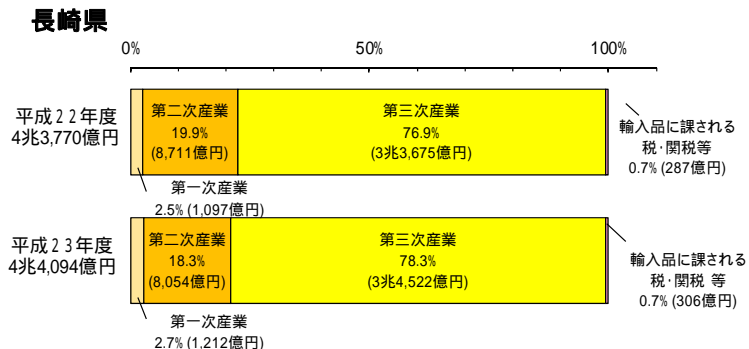 長崎県
0%
50%
100%
平成22年度
4兆3,770億円
第二次産業
19.9%
(8,711億円)
第三次産業
76.9%
(3兆3,675億円)
輸入品に課される
税・関税等
0.7% (287億円)
第一次産業
2.5% (1,097億円)
平成23年度
4兆4,094億円
第二次産業
18.3%
(8,054億円)
第三次産業
78.3%
(3兆4,522億円)
輸入品に課される
税・関税 等
0.7% (306億円)
第一次産業
2.7% (1,212億円)